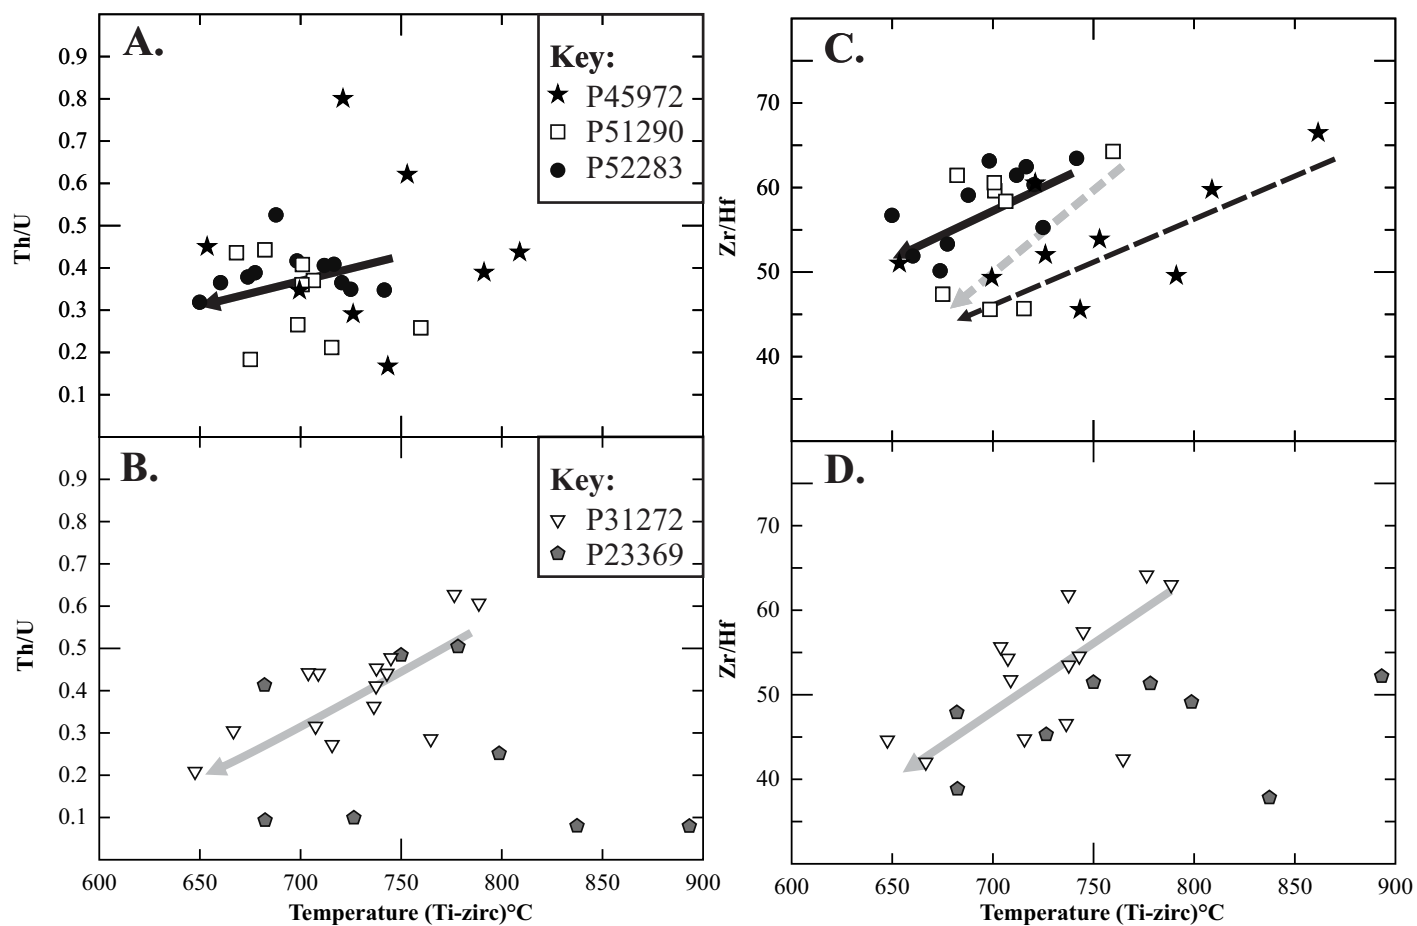 A.
Key:
P45972
P51290
P52283
0.9
0.8
0.7
0.6
0.5
0.4
0.3
0.2
0.1
Th/U
B.
Key:
P31272
P23369
0.9
0.8
0.7
0.6
0.5
0.4
0.3
0.2
0.1
Th/U
600 650 700 750 800 850 900
Temperature (Ti-zirc)°C
C.
70
60
50
40
Zr/Hf
D.
70
60
50
40
Zr/Hf
600 650 700 750 800 850 900
Temperature (Ti-zirc)°C